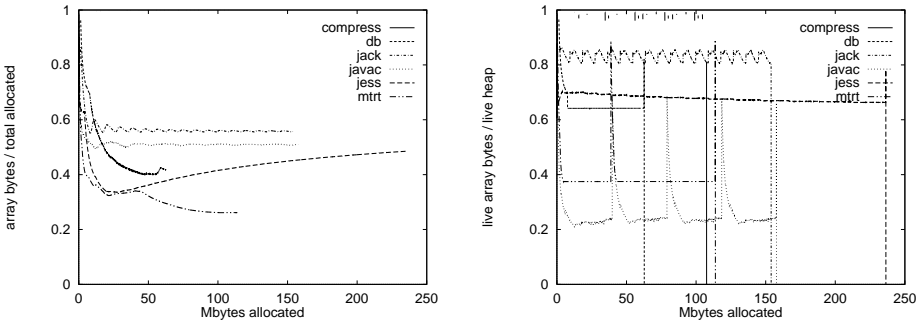 array bytes / total allocated
1
0.8
0.6
0.4
0.2
0
0 50 100 150 200 250
Mbytes allocated
compress
db
jack
javac
jess
mtrt
live array bytes / live heap
1
0.8
0.6
0.4
0.2
0
0 50 100 150 200 250
Mbytes allocated
compress
db
jack
javac
jess
mtrt